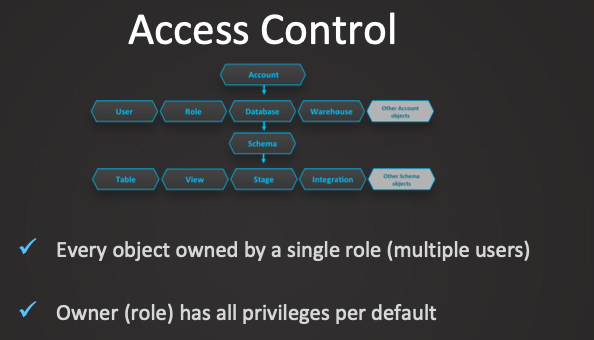 Access Control
Account
User
Role
Database
Warehouse
Other Account
objects
Schema
Table
View
Stage
Integration
Other Schema
objects
Every object owned by a single role (multiple users)
Owner (role) has all privileges per default